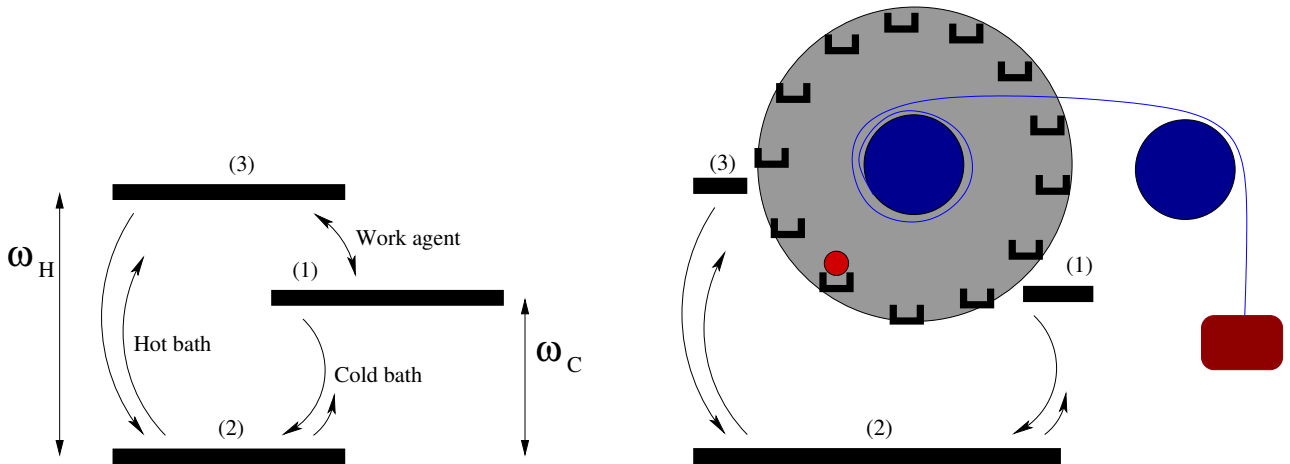 (3)
ω H
Work agent
(1)
Hot bath
Cold bath
ω C
(2)
(3)
(1)
(2)